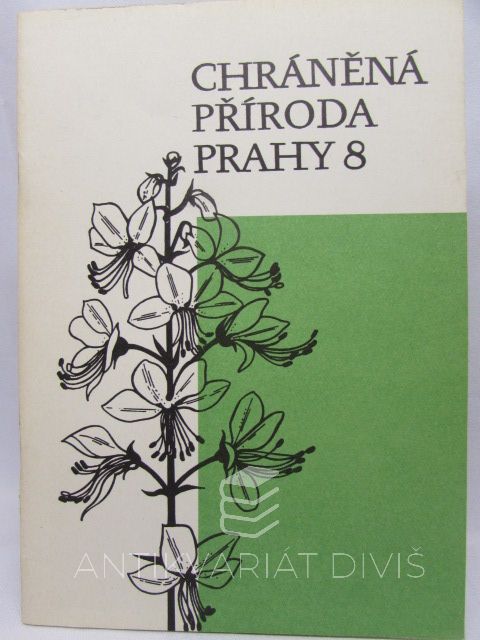 CHRÁNĚNÁ
PŘÍRODA
PRAHY 8
ANTIKVARIÁT DIVIŠ